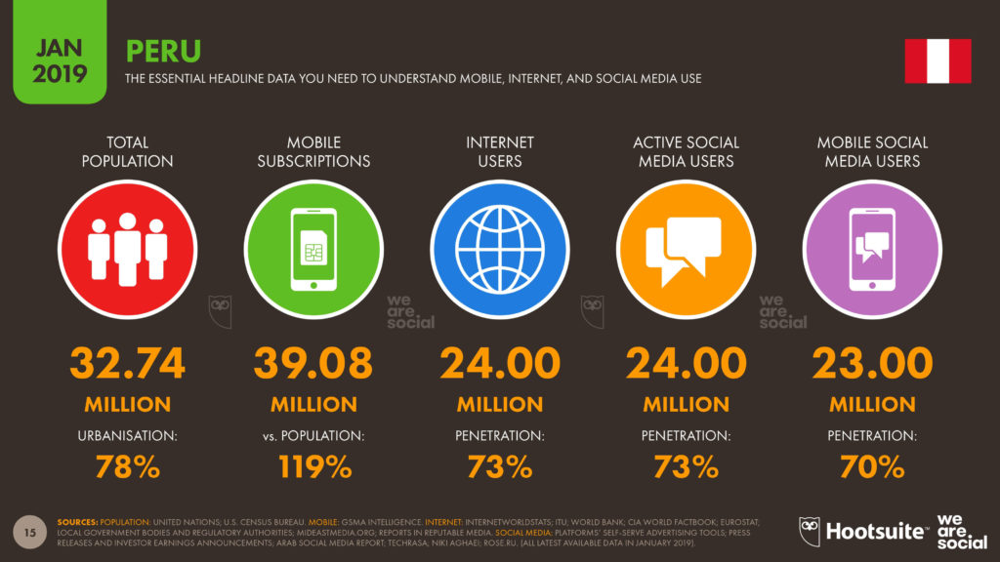 JAN
2019
PERU
THE ESSENTIAL HEADLINE DATA YOU NEED TO UNDERSTAND MOBILE, INTERNET, AND SOCIAL MEDIA USE
TOTAL
POPULATION
MOBILE
SUBSCRIPTIONS
INTERNET
USERS
ACTIVE SOCIAL
MEDIA USERS
MOBILE SOCIAL
MEDIA USERS
we
are
social
we
are
social
32.74
MILLION
URBANISATION:
78%
39.08
MILLION
vs. POPULATION:
119%
24.00
MILLION
PENETRATION:
73%
24.00
MILLION
PENETRATION:
73%
23.00
MILLION
PENETRATION:
70%
15
SOURCES: POPULATION: UNITED NATIONS; U.S. CENSUS BUREAU. MOBILE: GSMA INTELLIGENCE. INTERNET: INTERNETWORLDSTATS; ITU; WORLD BANK; CIA WORLD FACTBOOK; EUROSTAT;
LOCAL GOVERNMENT BODIES AND REGULATORY AUTHORITIES; MIDEASTMEDIA.ORG; REPORTS IN REPUTABLE MEDIA. SOCIAL MEDIA: PLATFORMS' SELF-SERVE ADVERTISING TOOLS; PRESS
RELEASES AND INVESTOR EARNINGS ANNOUNCEMENTS; ARAB SOCIAL MEDIA REPORT; TECHRASA; NIKI AGHAEI; ROSE.RU. (ALL LATEST AVAILABLE DATA IN JANUARY 2019).
Hootsuite™
we
are
social